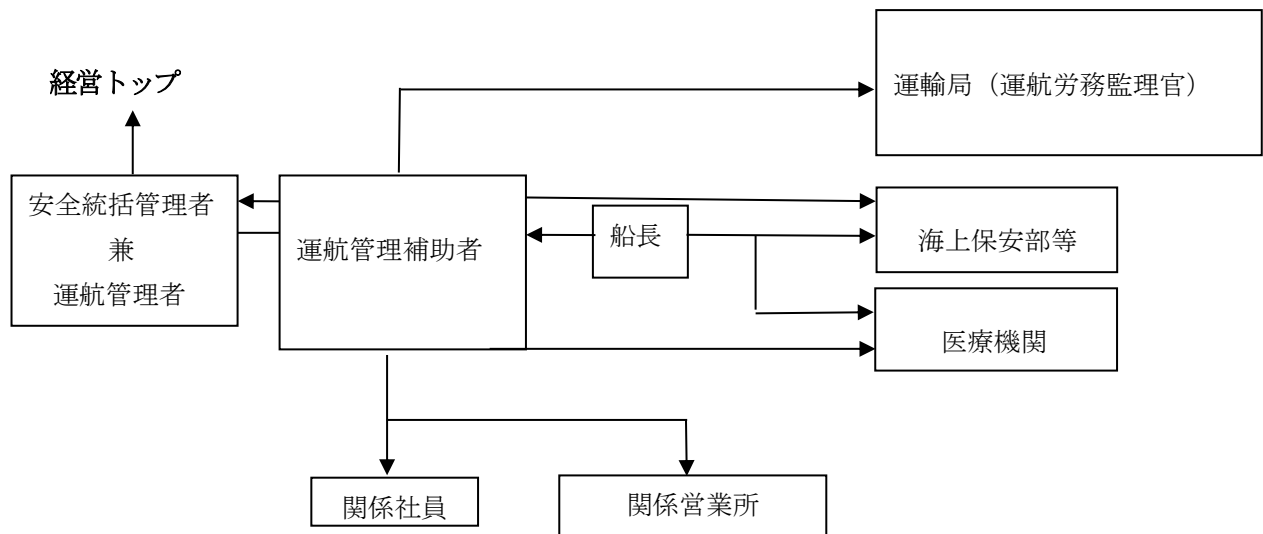 経営トップ
運輸局（運航労務監理官）
安全統括管理者
兼
運航管理者
運航管理補助者
船長
海上保安部等
医療機関
関係社員
関係営業所